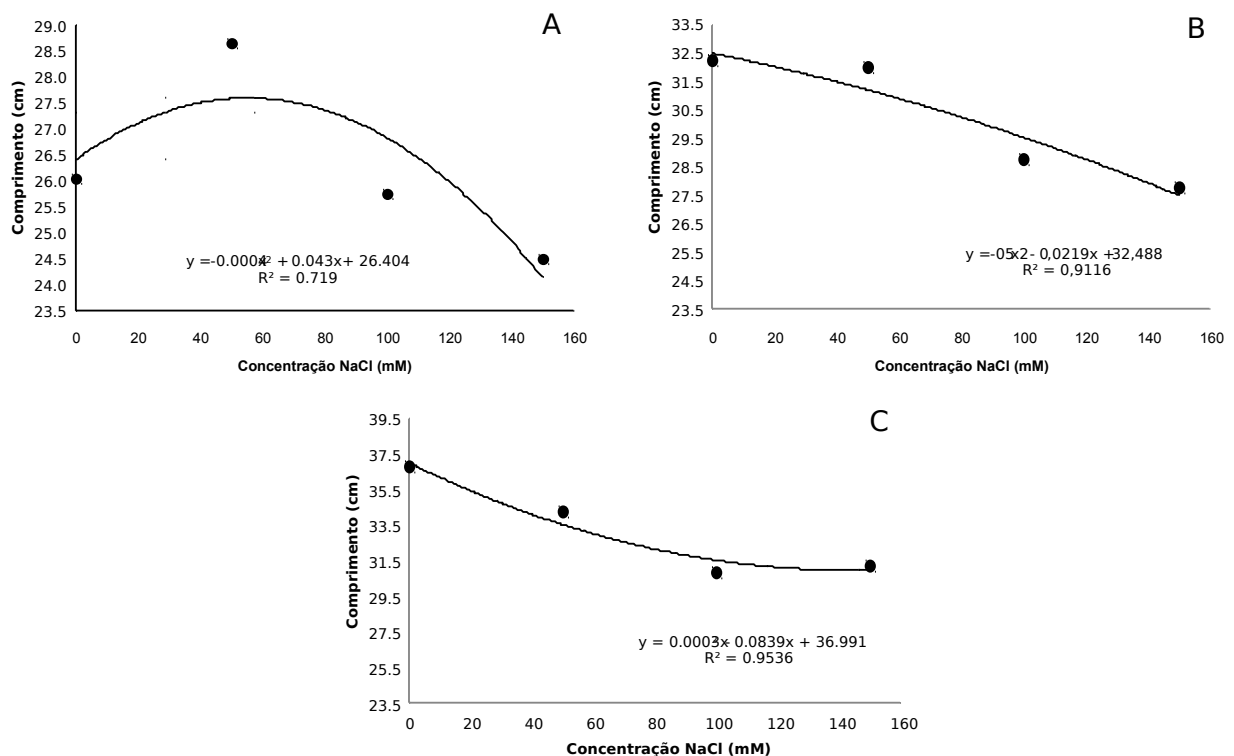 A
29.0
28.5
28.0
27.5
27.0
26.5
26.0
25.5
25.0
24.5
24.0
23.5
Comprimento (cm)
y =-0.0004x² + 0.043x+ 26.404
R² = 0.719
0 20 40 60 80 100 120 140 160
Concentração NaCl (mM)
B
33.5
32.5
31.5
30.5
29.5
28.5
27.5
26.5
25.5
24.5
23.5
Comprimento (cm)
y =-05x2- 0,0219x +32,488
R² = 0,9116
0 20 40 60 80 100 120 140 160
Concentração NaCl (mM)
C
39.5
37.5
35.5
33.5
31.5
29.5
27.5
25.5
23.5
Comprimento (cm)
y = 0.0003x²- 0.0839x + 36.991
R² = 0.9536
0 20 40 60 80 100 120 140 160
Concentração NaCl (mM)